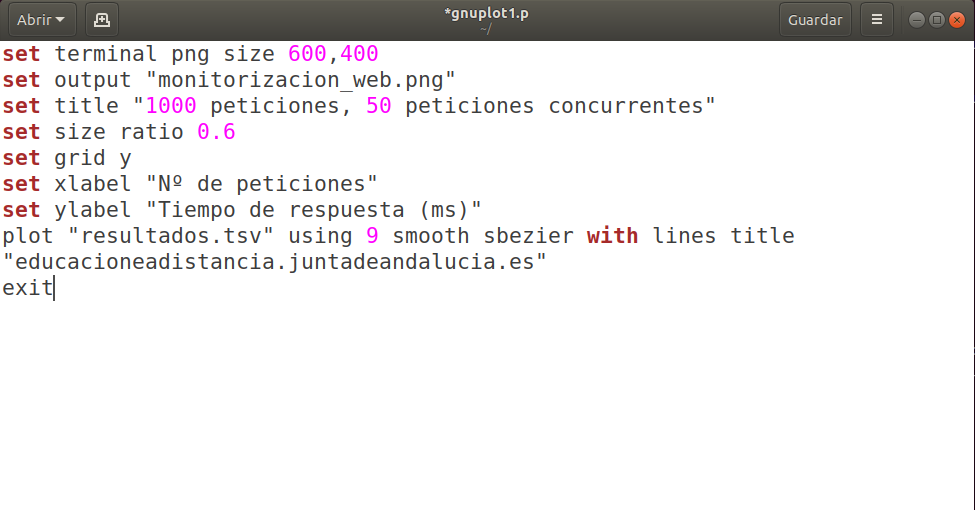 Abrir
*gnuplot1.p
~/
Guardar
set terminal png size 600,400
set output "monitorizacion_web.png"
set title "1000 peticiones, 50 peticiones concurrentes"
set size ratio 0.6
set grid y
set xlabel "Nº de peticiones"
set ylabel "Tiempo de respuesta (ms)"
plot "resultados.tsv" using 9 smooth sbezier with lines title
"educacioneadistancia.juntadeandalucia.es"
exit